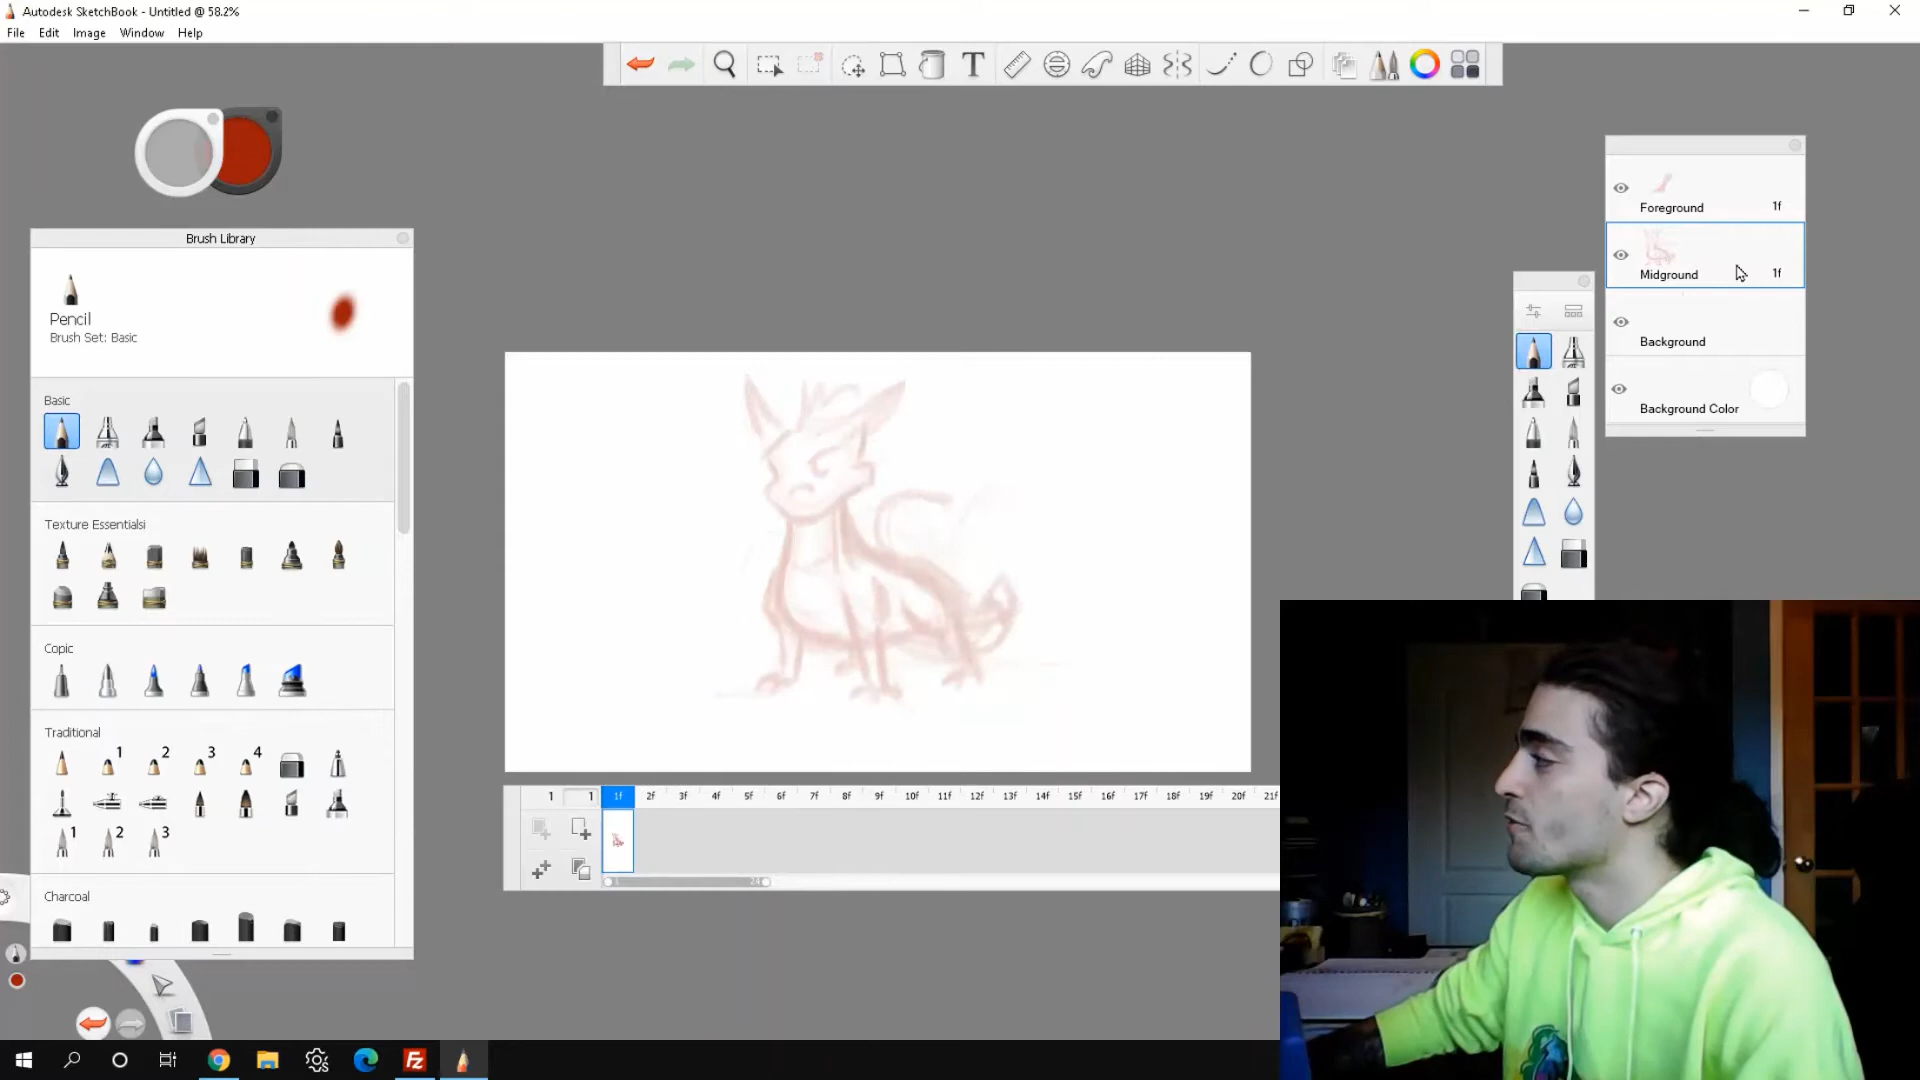 Autodesk SketchBook - Untitled @ 58.2%
File Edit Image Window Help
T
Brush Library
Pencil
Brush Set: Basic
Basic
Texture Essentialsi
Copic
Traditional
1 2 3 4
1 2 3
Charcoal
Foreground 1f
Midground 1f
Background
Background Color
1 1 1f 2f 3f 4f 5f 6f 7f 8f 9f 10f 11f 12f 13f 14f 15f 16f 17f 18f 19f 20f 21f
24
Fz